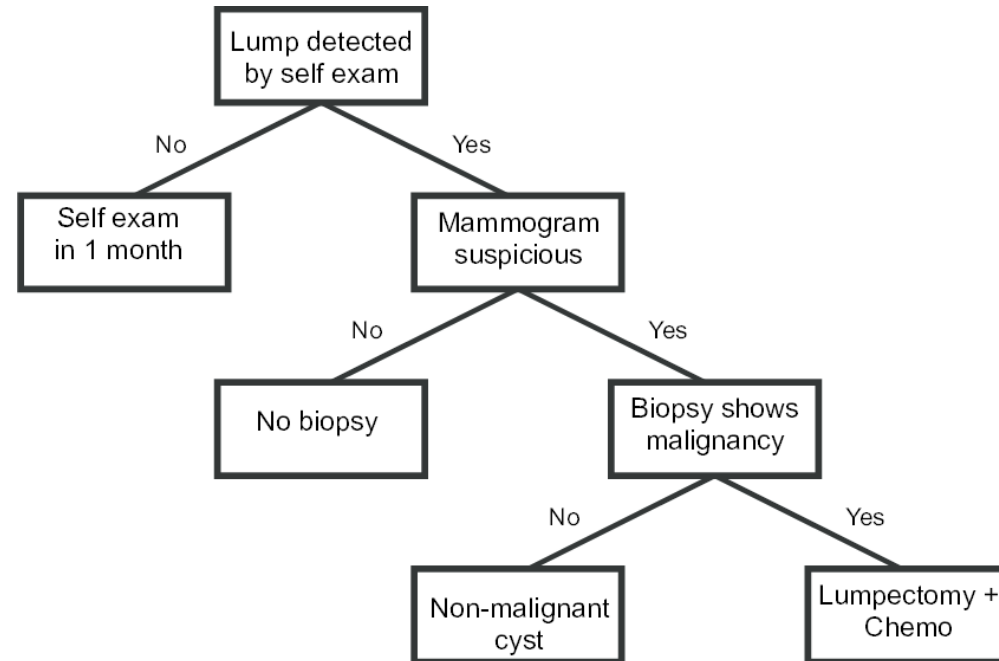 Lump detected
by self exam
No
Yes
Self exam
in 1 month
Mammogram
suspicious
No
Yes
No biopsy
Biopsy shows
malignancy
No
Yes
Non-malignant
cyst
Lumpectomy +
Chemo